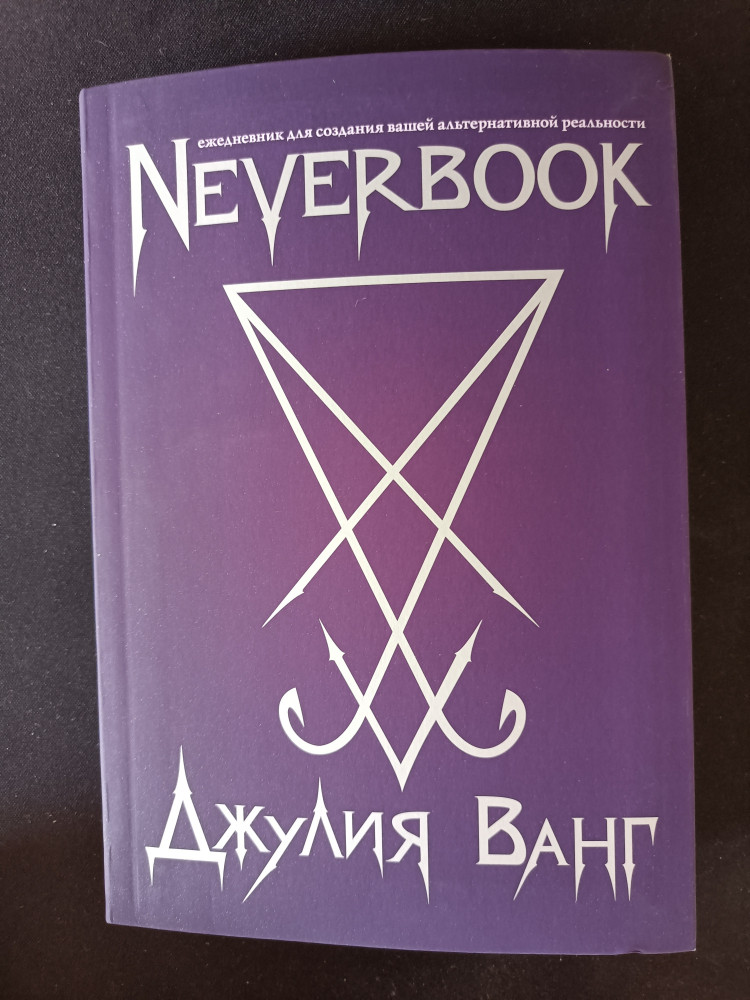 ежедневник для создания вашей альтернативной реальности
NEVERBOOK
ДЖУЛИЯ ВАНГ